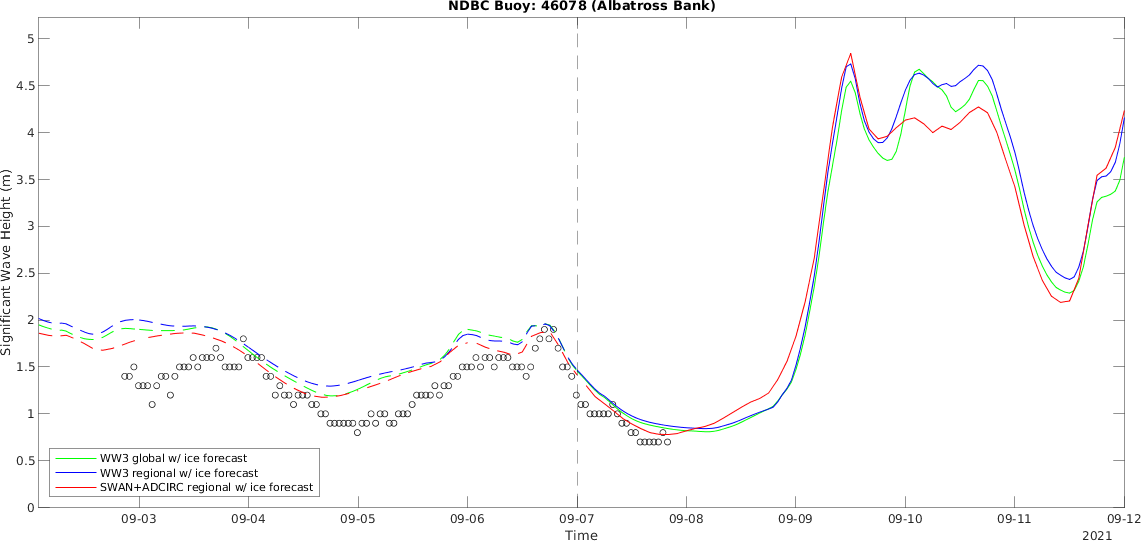 NDBC Buoy: 46078 (Albatross Bank)
Significant Wave Height (m)
5
4.5
4
3.5
3
2.5
2
1.5
1
0.5
0
WW3 global w/ ice forecast
WW3 regional w/ ice forecast
SWAN+ADCIRC regional w/ ice forecast
09-03 09-04 09-05 09-06 09-07 09-08 09-09 09-10 09-11 09-12
Time
2021